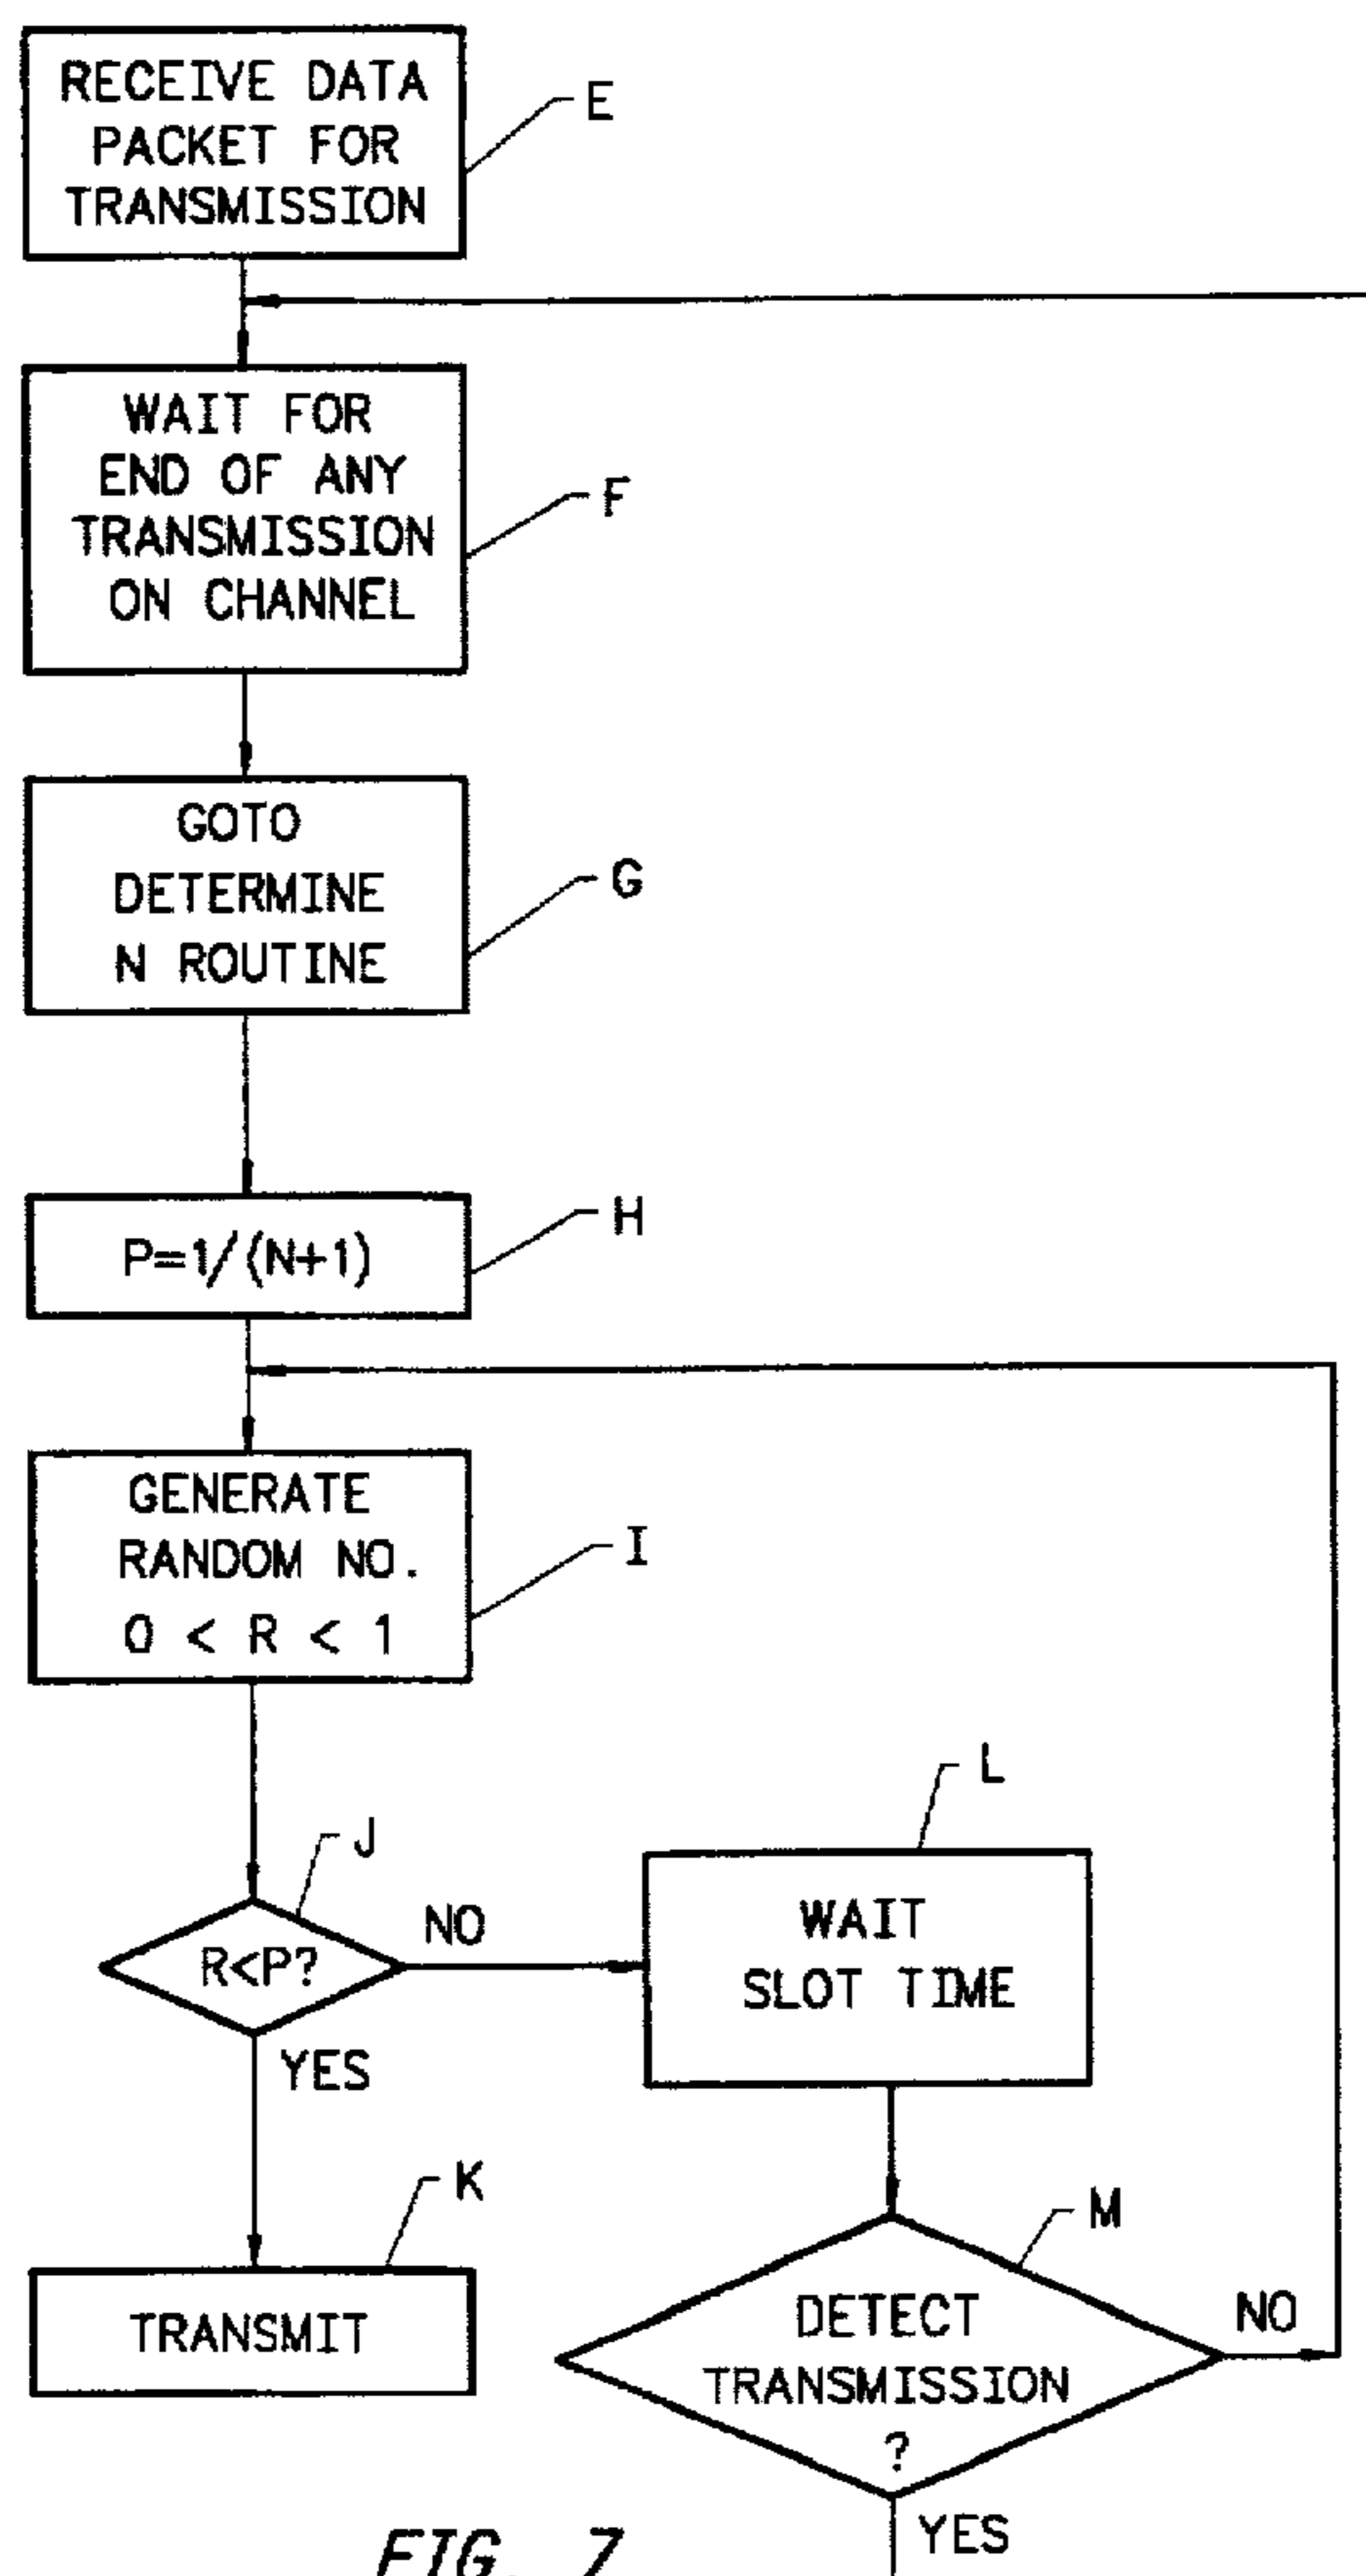 RECEIVE DATA
PACKET FOR
TRANSMISSION
E
WAIT FOR
END OF ANY
TRANSMISSION
ON CHANNEL
F
GOTO
DETERMINE
N ROUTINE
G
P=1/(N+1)
H
GENERATE
RANDOM NO.
0 < R < 1
I
J
R<P?
NO
YES
L
WAIT
SLOT TIME
K
TRANSMIT
M
DETECT
TRANSMISSION
?
NO
YES
FIG. 7